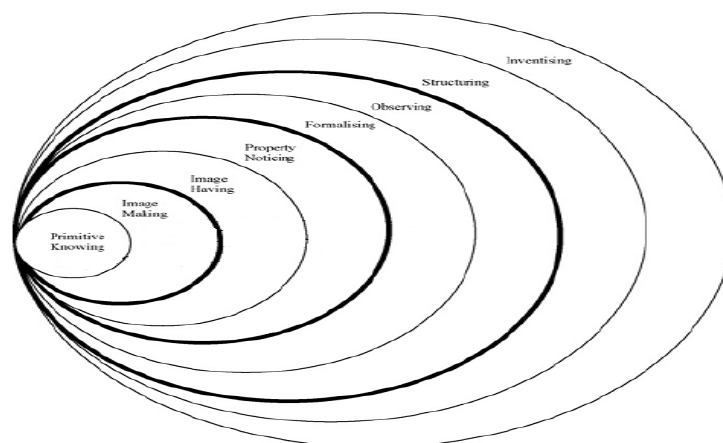 Inventising
Structuring
Observing
Formalising
Property
Noticing
Image
Having
Image
Making
Primitive
Knowing